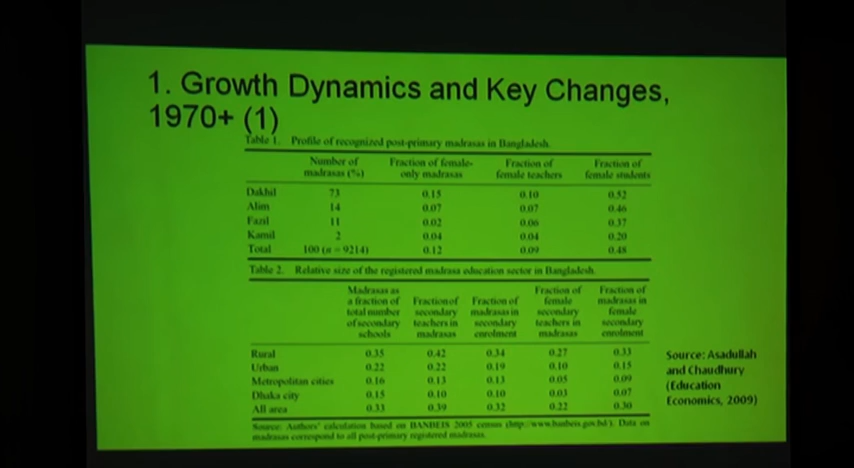 1. Growth Dynamics and Key Changes,
1970+ (1)
Table 1. Profile of recognized post-primary madrasas in Bangladesh.
Number of madrasas (%) Fraction of female-only madrasas Fraction of female teachers Fraction of female students
Dakhil 73 0.15 0.10 0.52
Alim 14 0.07 0.07 0.46
Fazil 11 0.02 0.06 0.37
Kamil 2 0.04 0.04 0.20
Total 100 (n = 9214) 0.12 0.09 0.48
Table 2. Relative size of the registered madrasa education sector in Bangladesh.
Madrasas as a fraction of total number of secondary schools Fraction of secondary teachers in madrasas Fraction of madrasas in secondary enrolment Fraction of female secondary teachers in madrasas Fraction of madrasas in female secondary enrolment
Rural 0.35 0.42 0.34 0.27 0.33
Urban 0.22 0.22 0.19 0.10 0.15
Metropolitan cities 0.16 0.13 0.13 0.05 0.09
Dhaka city 0.15 0.10 0.10 0.03 0.07
All area 0.33 0.39 0.32 0.22 0.30
Source: Authors' calculation based on BANBEIS 2005 census (http://www.banbeis.gov.bd/). Data on
madrasas correspond to all post-primary registered madrasas.
Source: Asadullah
and Chaudhury
(Education
Economics, 2009)